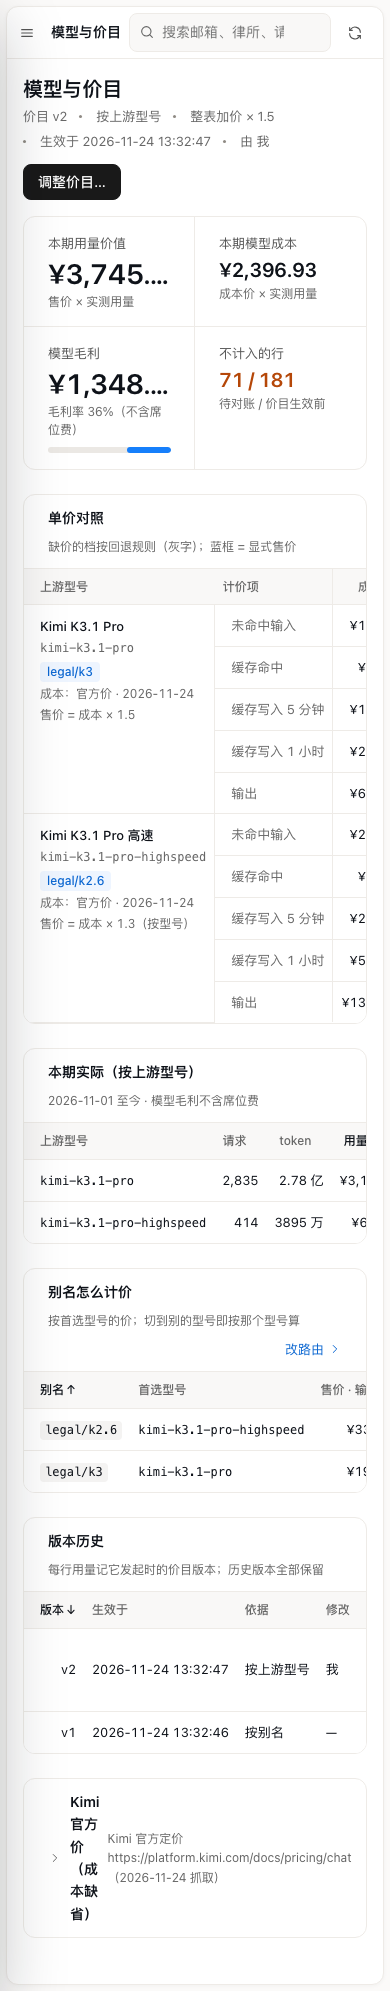 模型与价目
搜索邮箱、律所、请
模型与价目
价目 v2 • 按上游型号 • 整表加价 × 1.5
• 生效于 2026-11-24 13:32:47 • 由 我
调整价目...
本期用量价值
¥3,745....
售价 × 实测用量
本期模型成本
¥2,396.93
成本价 × 实测用量
模型毛利
¥1,348....
毛利率 36%（不含席
位费）
不计入的行
71 / 181
待对账 / 价目生效前
单价对照
缺价的档按回退规则（灰字）；蓝框 = 显式售价
上游型号 计价项
Kimi K3.1 Pro
kimi-k3.1-pro
legal/k3
成本：官方价 · 2026-11-24
售价 = 成本 × 1.5
未命中输入 ¥1
缓存命中 ¥
缓存写入 5 分钟 ¥1
缓存写入 1 小时 ¥2
输出 ¥6
Kimi K3.1 Pro 高速
kimi-k3.1-pro-highspeed
legal/k2.6
成本：官方价 · 2026-11-24
售价 = 成本 × 1.3（按型号）
未命中输入 ¥2
缓存命中 ¥
缓存写入 5 分钟 ¥2
缓存写入 1 小时 ¥5
输出 ¥13
本期实际（按上游型号）
2026-11-01 至今 · 模型毛利不含席位费
上游型号 请求 token 用量
kimi-k3.1-pro 2,835 2.78 亿 ¥3,1
kimi-k3.1-pro-highspeed 414 3895 万 ¥6
别名怎么计价
按首选型号的价；切到别的型号即按那个型号算
改路由 >
别名↑ 首选型号 售价 · 输
legal/k2.6 kimi-k3.1-pro-highspeed ¥33
legal/k3 kimi-k3.1-pro ¥19
版本历史
每行用量记它发起时的价目版本；历史版本全部保留
版本↓ 生效于 依据 修改
v2 2026-11-24 13:32:47 按上游型号 我
v1 2026-11-24 13:32:46 按别名 —
Kimi
官方
价
（成
本缺
省）
Kimi 官方定价
https://platform.kimi.com/docs/pricing/chat
（2026-11-24 抓取）